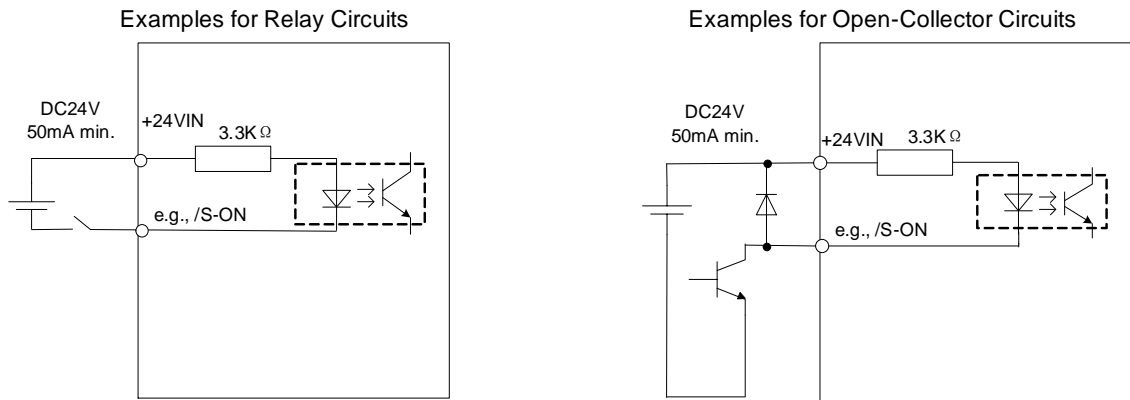 Examples for Relay Circuits
DC24V
50mA min.
+24VIN
3.3KΩ
e.g., /S-ON
Examples for Open-Collector Circuits
DC24V
50mA min.
+24VIN
3.3KΩ
e.g., /S-ON